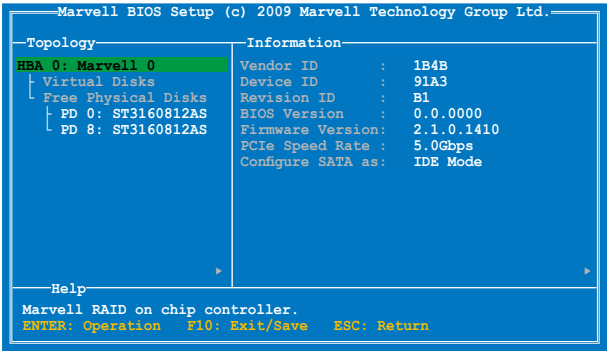 Marvell BIOS Setup (c) 2009 Marvell Technology Group Ltd.
Topology
HBA 0: Marvell 0
Virtual Disks
Free Physical Disks
PD 0: ST3160812AS
PD 8: ST3160812AS
Information
Vendor ID : 1B4B
Device ID : 91A3
Revision ID : B1
BIOS Version : 0.0.0000
Firmware Version: 2.1.0.1410
PCIe Speed Rate : 5.0Gbps
Configure SATA as: IDE Mode
Help
Marvell RAID on chip controller.
ENTER: Operation F10: Exit/Save ESC: Return